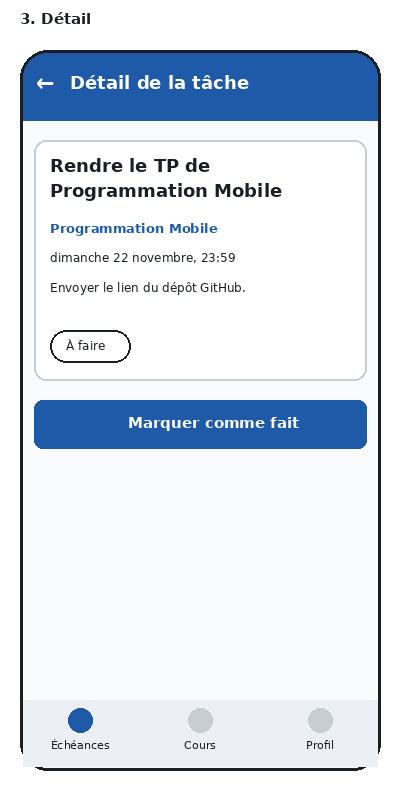 3. Détail
← Détail de la tâche
Rendre le TP de
Programmation Mobile
Programmation Mobile
dimanche 22 novembre, 23:59
Envoyer le lien du dépôt GitHub.
À faire
Marquer comme fait
Échéances Cours Profil